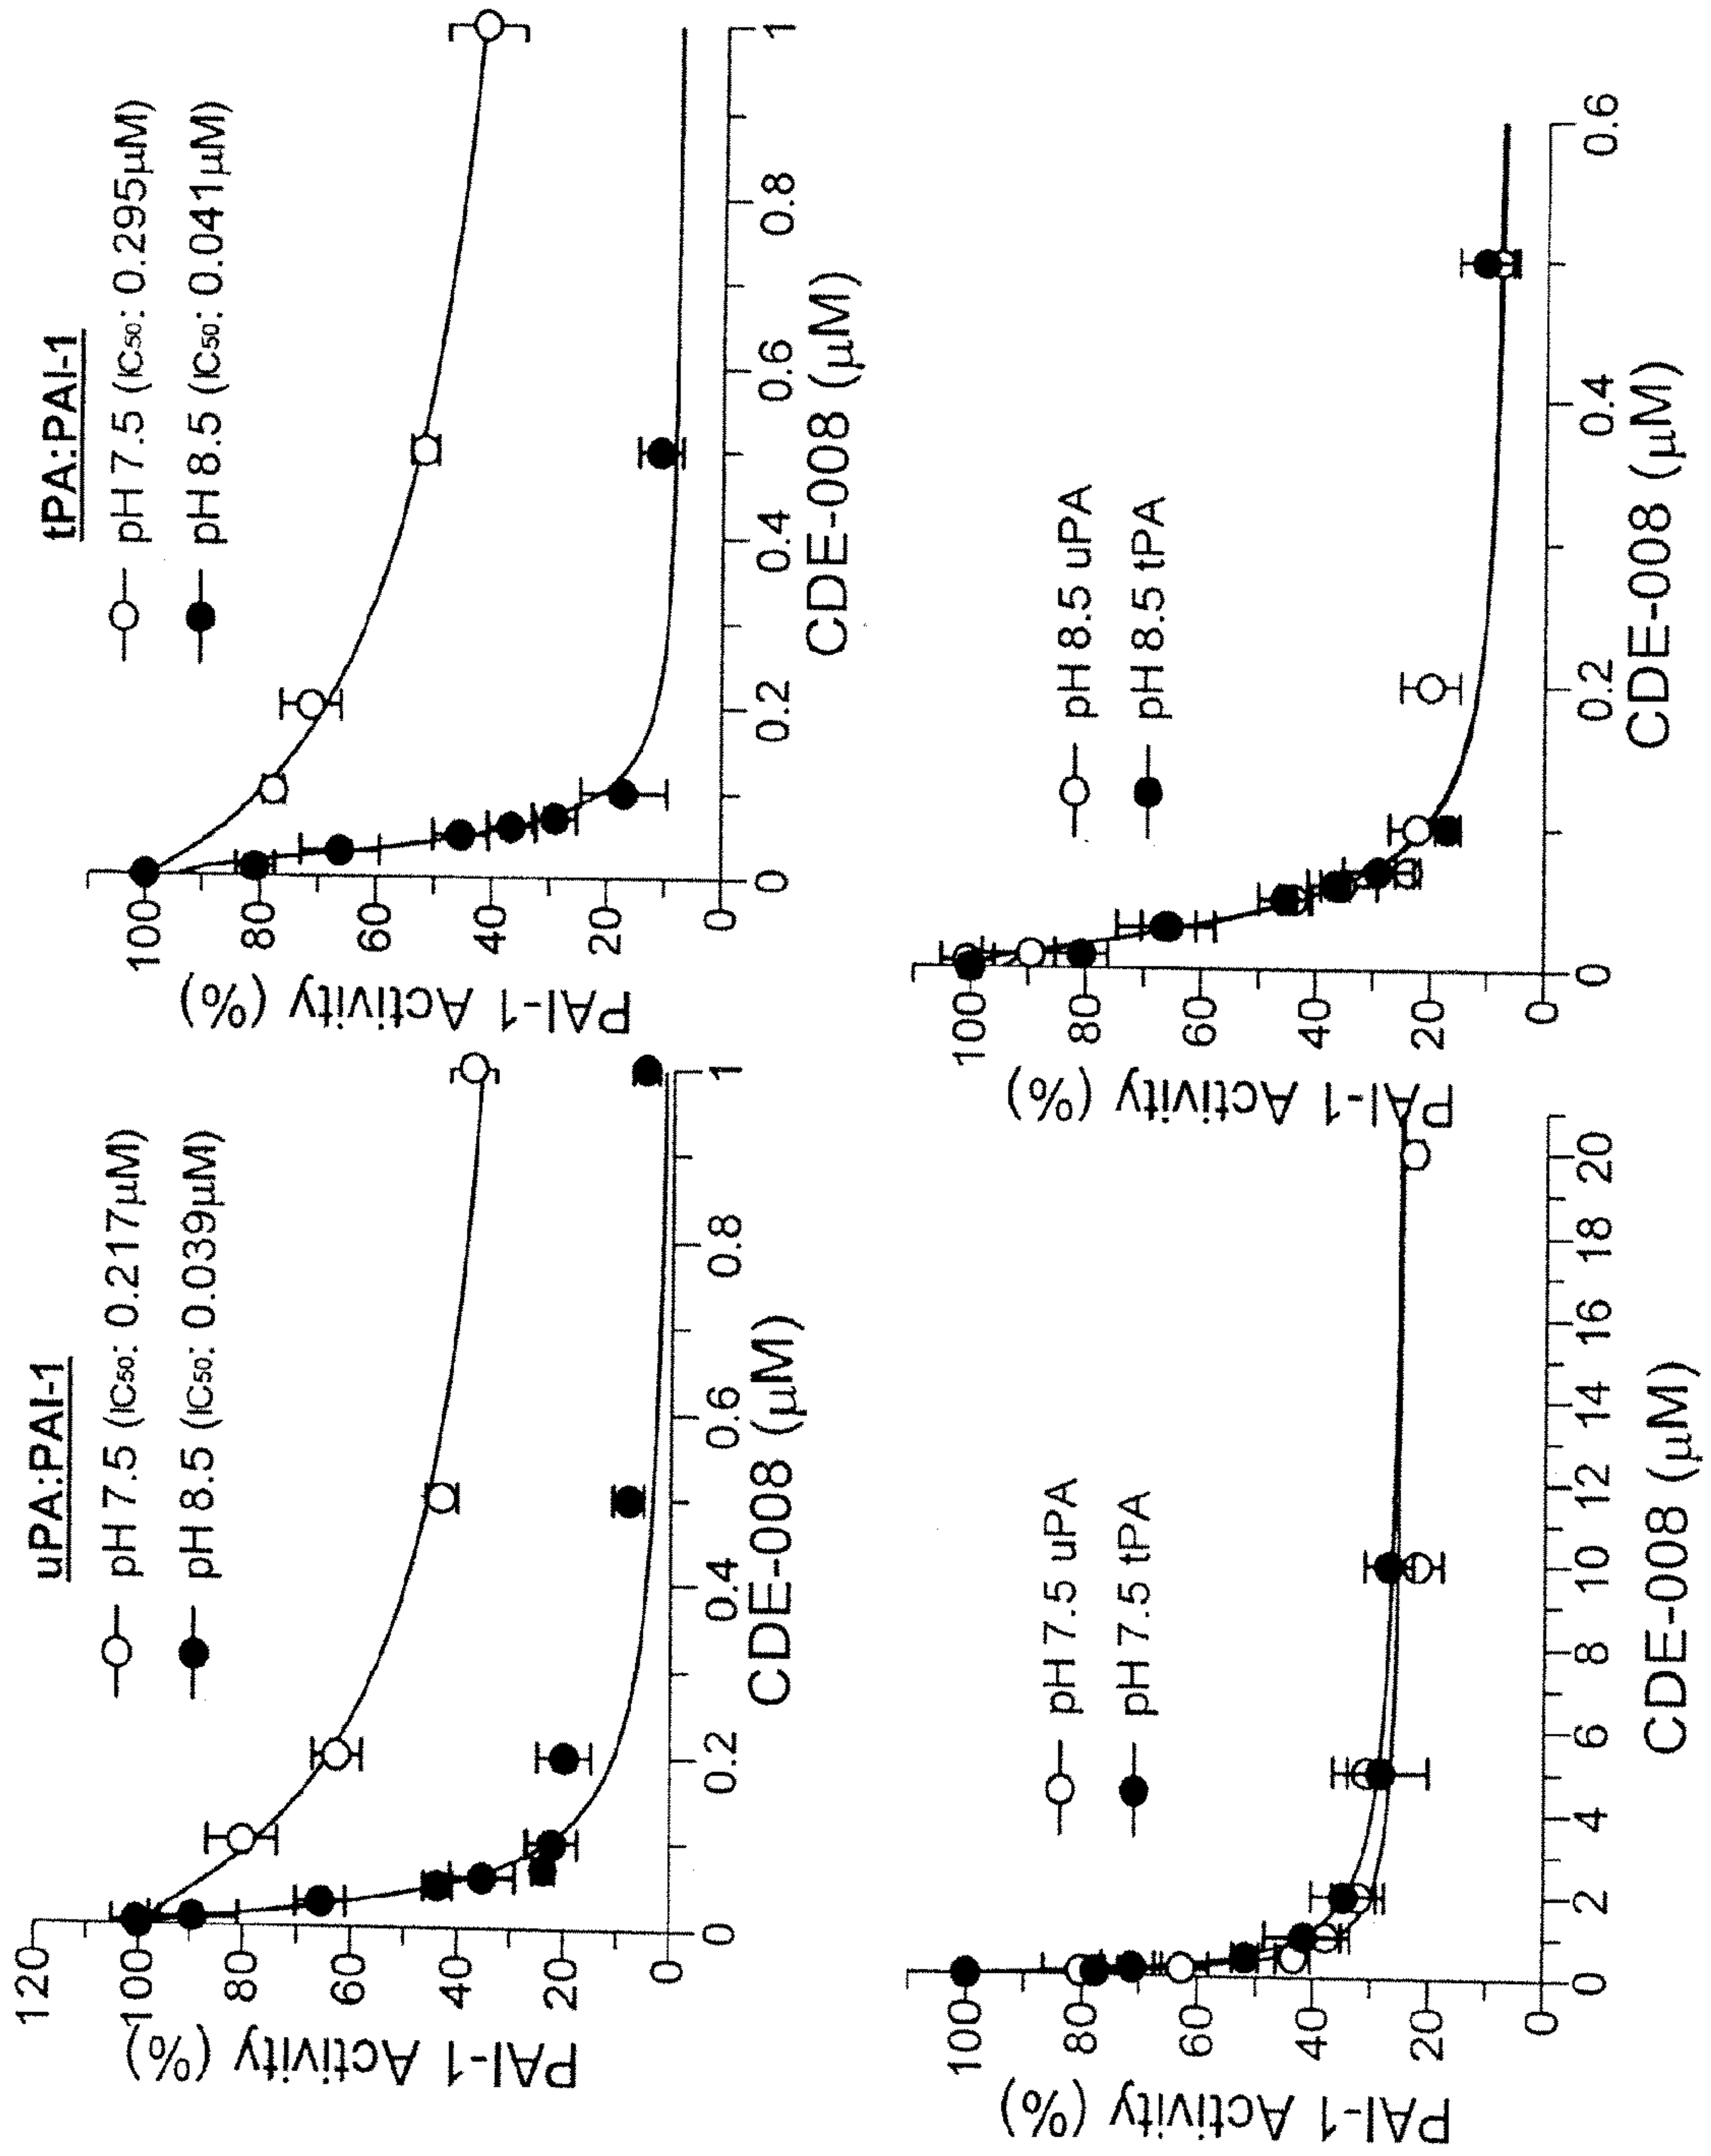 uPA:PAI-1
pH 7.5 (IC₅₀: 0.217μM)
pH 8.5 (IC₅₀: 0.039μM)
PAI-1 Activity (%)
120
100
80
60
40
20
0
0 0.2 0.4 0.6 0.8 1
CDE-008 (μM)
tPA:PAI-1
pH 7.5 (IC₅₀: 0.295μM)
pH 8.5 (IC₅₀: 0.041μM)
PAI-1 Activity (%)
100
80
60
40
20
0
0 0.2 0.4 0.6 0.8 1
CDE-008 (μM)
pH 7.5 uPA
pH 7.5 tPA
PAI-1 Activity (%)
100
80
60
40
20
0
0 2 4 6 8 10 12 14 16 18 20
CDE-008 (μM)
pH 8.5 uPA
pH 8.5 tPA
PAI-1 Activity (%)
100
80
60
40
20
0
0 0.2 0.4 0.6
CDE-008 (μM)